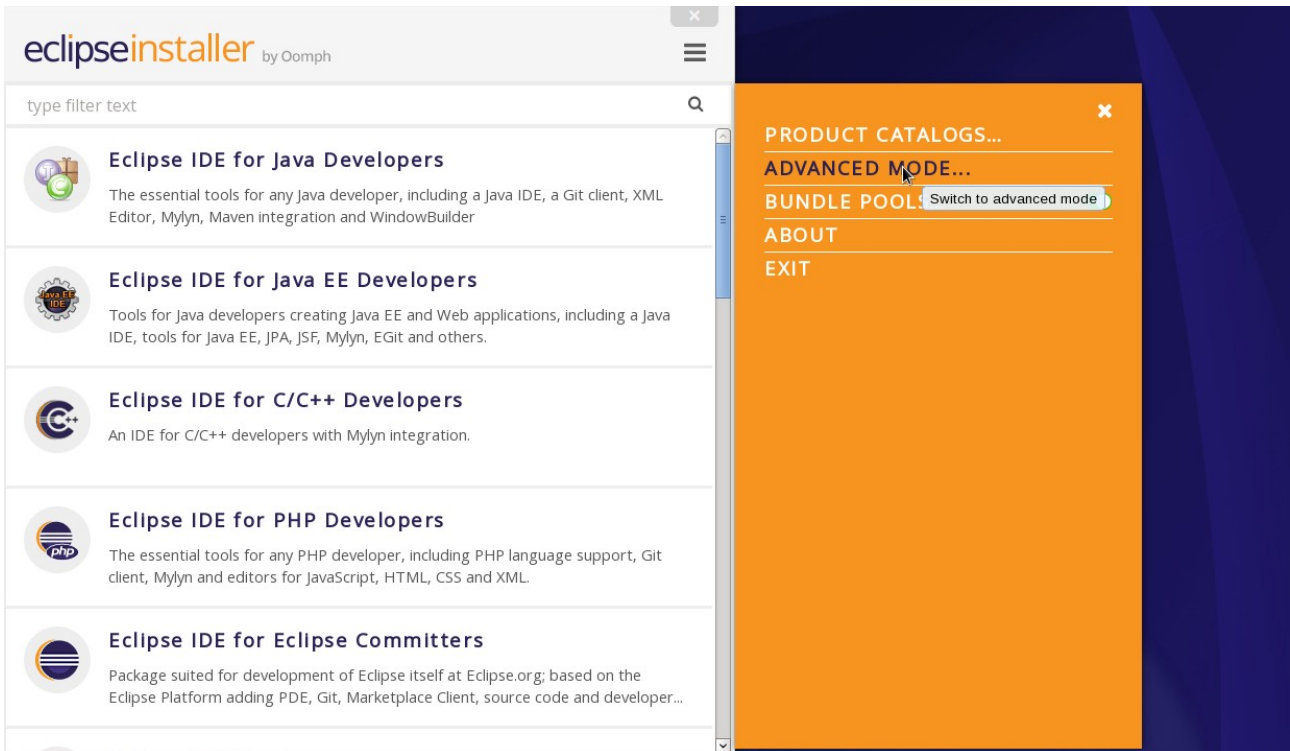 eclipseinstaller by Oomph
type filter text
Eclipse IDE for Java Developers
The essential tools for any Java developer, including a Java IDE, a Git client, XML
Editor, Mylyn, Maven integration and WindowBuilder
Eclipse IDE for Java EE Developers
Java EE
IDE
Tools for Java developers creating Java EE and Web applications, including a Java
IDE, tools for Java EE, JPA, JSF, Mylyn, EGit and others.
Eclipse IDE for C/C++ Developers
C++
An IDE for C/C++ developers with Mylyn integration.
Eclipse IDE for PHP Developers
php
The essential tools for any PHP developer, including PHP language support, Git
client, Mylyn and editors for JavaScript, HTML, CSS and XML.
Eclipse IDE for Eclipse Committers
Package suited for development of Eclipse itself at Eclipse.org; based on the
Eclipse Platform adding PDE, Git, Marketplace Client, source code and developer...
PRODUCT CATALOGS...
ADVANCED MODE...
Switch to advanced mode
BUNDLE POOLS
ABOUT
EXIT